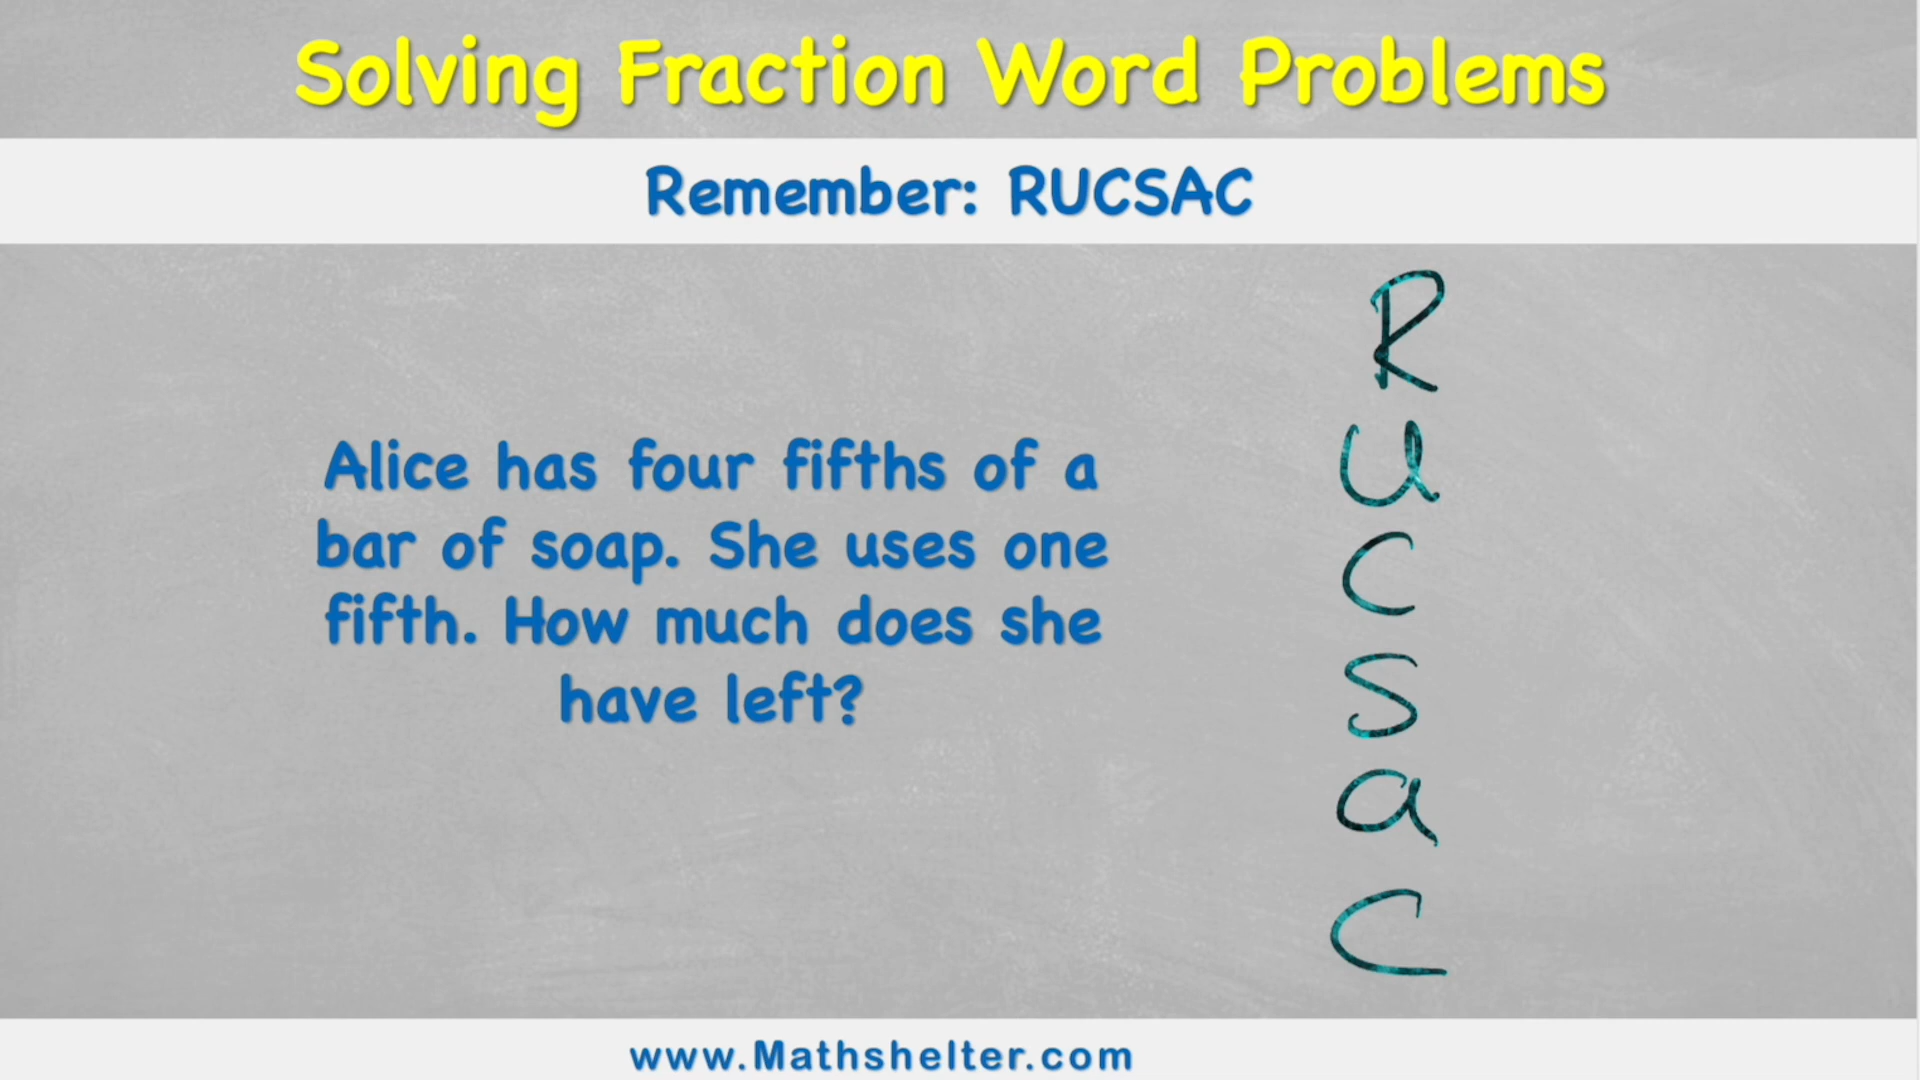 Solving Fraction Word Problems
Remember: RUCSAC
Alice has four fifths of a
bar of soap. She uses one
fifth. How much does she
have left?
R
U
C
S
a
C
www.Mathshelter.com